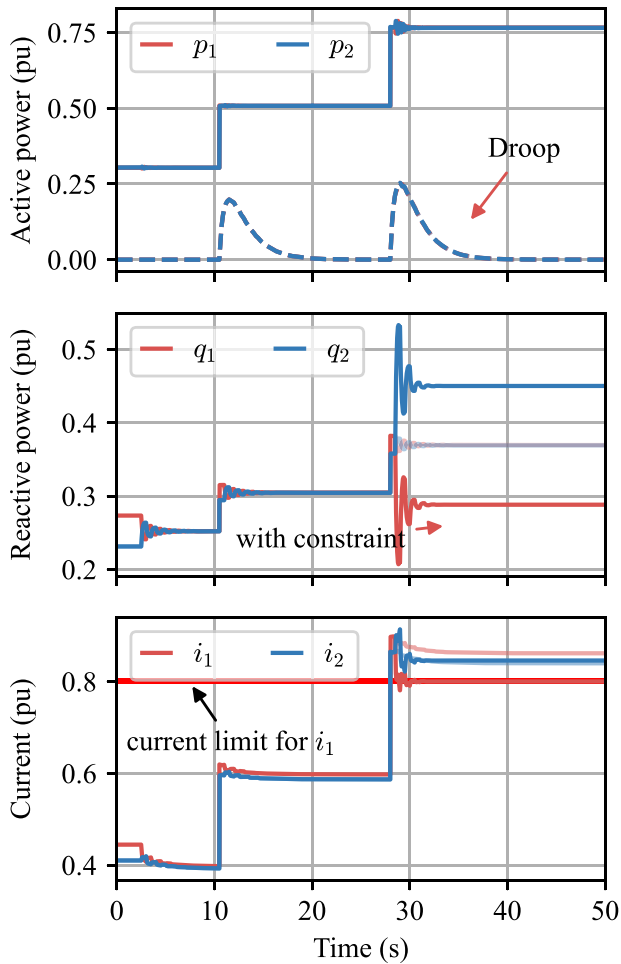 Active power (pu)
0.75
0.50
0.25
0.00
p₁ p₂
Droop
Reactive power (pu)
0.5
0.4
0.3
0.2
q₁ q₂
with constraint
Current (pu)
0.8
0.6
0.4
i₁ i₂
current limit for i₁
0 10 20 30 40 50
Time (s)